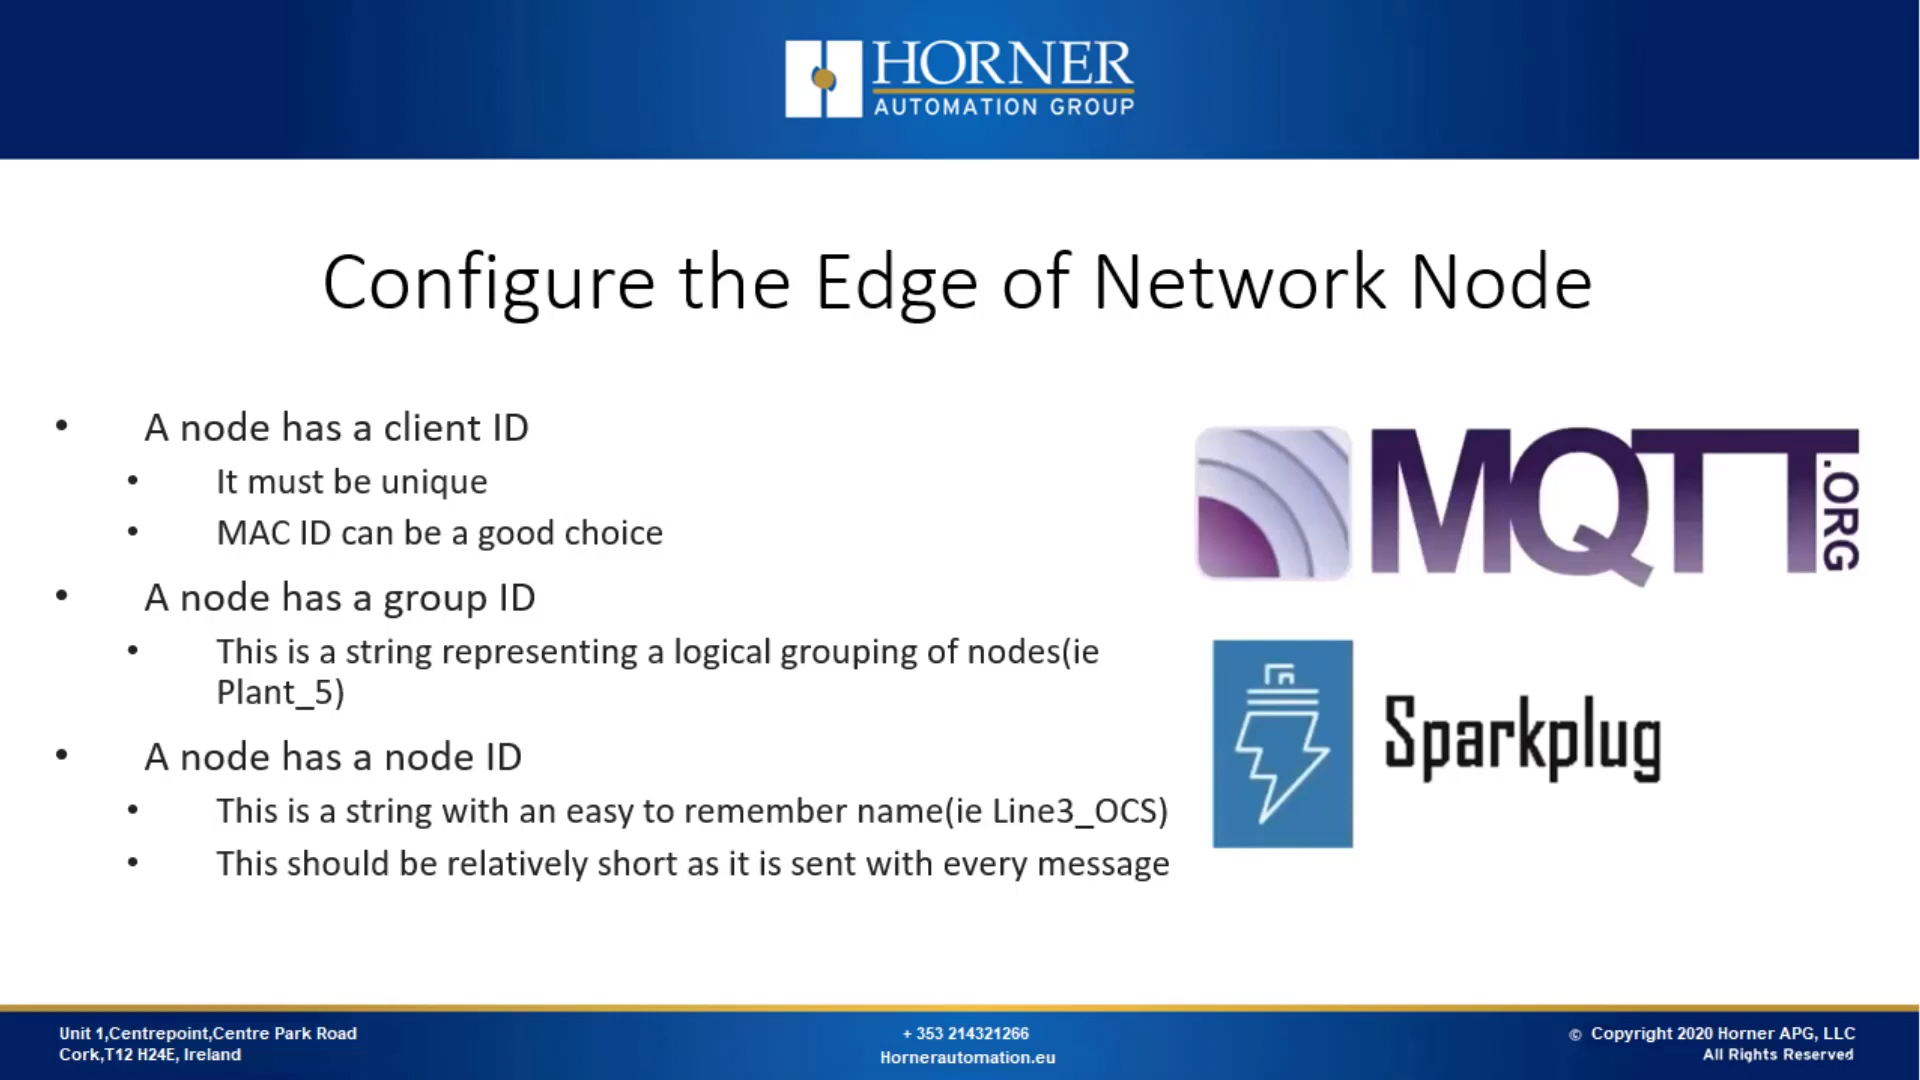 HORNER
AUTOMATION GROUP
Configure the Edge of Network Node
• A node has a client ID
• It must be unique
• MAC ID can be a good choice
• A node has a group ID
• This is a string representing a logical grouping of nodes(ie
Plant_5)
• A node has a node ID
• This is a string with an easy to remember name(ie Line3_OCS)
• This should be relatively short as it is sent with every message
MQTT.ORG
Sparkplug
Unit 1,Centrepoint,Centre Park Road
Cork,T12 H24E, Ireland
+ 353 214321266
Hornerautomation.eu
© Copyright 2020 Horner APG, LLC
All Rights Reserved